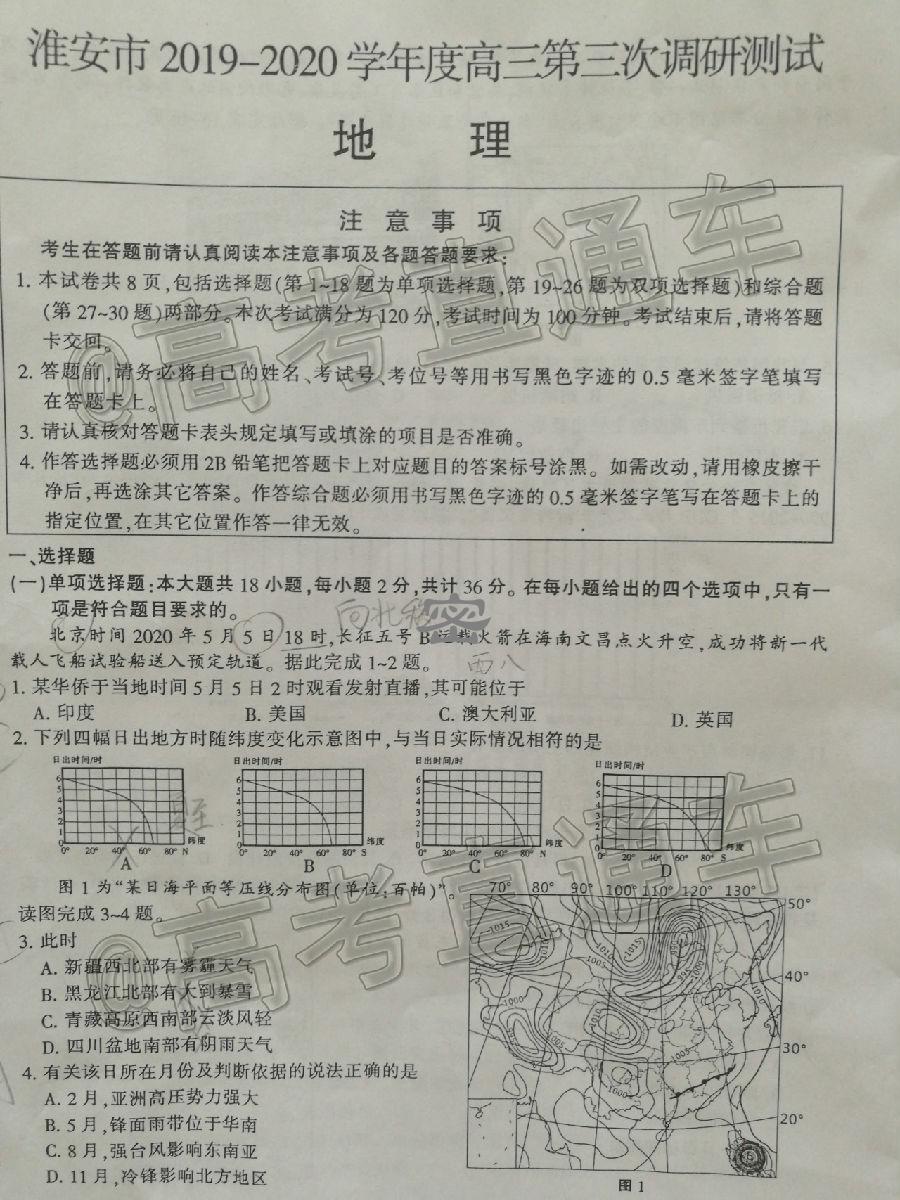 淮安市 2019-2020 学年度高三第三次调研测试
地 理
注 意 事 项
考生在答题前请认真阅读本注意事项及各题答题要求:
1. 本试卷共 8 页,包括选择题(第 1~18 题为单项选择题,第 19~26 题为双项选择题)和综合题
(第 27~30 题)两部分。本次考试满分为 120 分,考试时间为 100 分钟。考试结束后,请将答题
卡交回。
2. 答题前,请务必将自己的姓名、考试号、考位号等用书写黑色字迹的 0.5 毫米签字笔填写
在答题卡上。
3. 请认真核对答题卡表头规定填写或填涂的项目是否准确。
4. 作答选择题必须用 2B 铅笔把答题卡上对应题目的答案标号涂黑。如需改动,请用橡皮擦干
净后,再选涂其它答案。作答综合题必须用书写黑色字迹的 0.5 毫米签字笔写在答题卡上的
指定位置,在其它位置作答一律无效。
@高考直通车
一、选择题
(一)单项选择题:本大题共 18 小题,每小题 2 分,共计 36 分。在每小题给出的四个选项中,只有一
项是符合题目要求的。
向北移
密
北京时间 2020 年 5 月 5 日 18 时,长征五号 B 运载火箭在海南文昌点火升空,成功将新一代
载人飞船试验船送入预定轨道。据此完成 1~2 题。
西八
1. 某华侨于当地时间 5 月 5 日 2 时观看发射直播,其可能位于
A. 印度 B. 美国 C. 澳大利亚 D. 英国
2. 下列四幅日出地方时随纬度变化示意图中,与当日实际情况相符的是
日出时间/时 日出时间/时 日出时间/时 日出时间/时
6 6 6 6
5 5 5 5
4 4 4 4
3 3 3 3
2 2 2 2
1 1 1 1
纬度 纬度 纬度 纬度
0° 20° 40° 60° 80° N 0° 20° 40° 60° 80° S 0° 20° 40° 60° 80° S 0° 20° 40° 60° 80° N
A B C D
图 1 为“某日海平面等压线分布图(单位:百帕)”。
读图完成 3~4 题。
@高考直通车
3. 此时
A. 新疆西北部有雾霾天气
B. 黑龙江北部有大到暴雪
C. 青藏高原西南部云淡风轻
D. 四川盆地南部有阴雨天气
4. 有关该日所在月份及判断依据的说法正确的是
A. 2 月,亚洲高压势力强大
B. 5 月,锋面雨带位于华南
C. 8 月,强台风影响东南亚
D. 11 月,冷锋影响北方地区
70° 80° 90° 100° 110° 120° 130°
50°
40°
30°
20°
1015
1015
1005
1005
1000
1010
1010
1005
1000
图 1